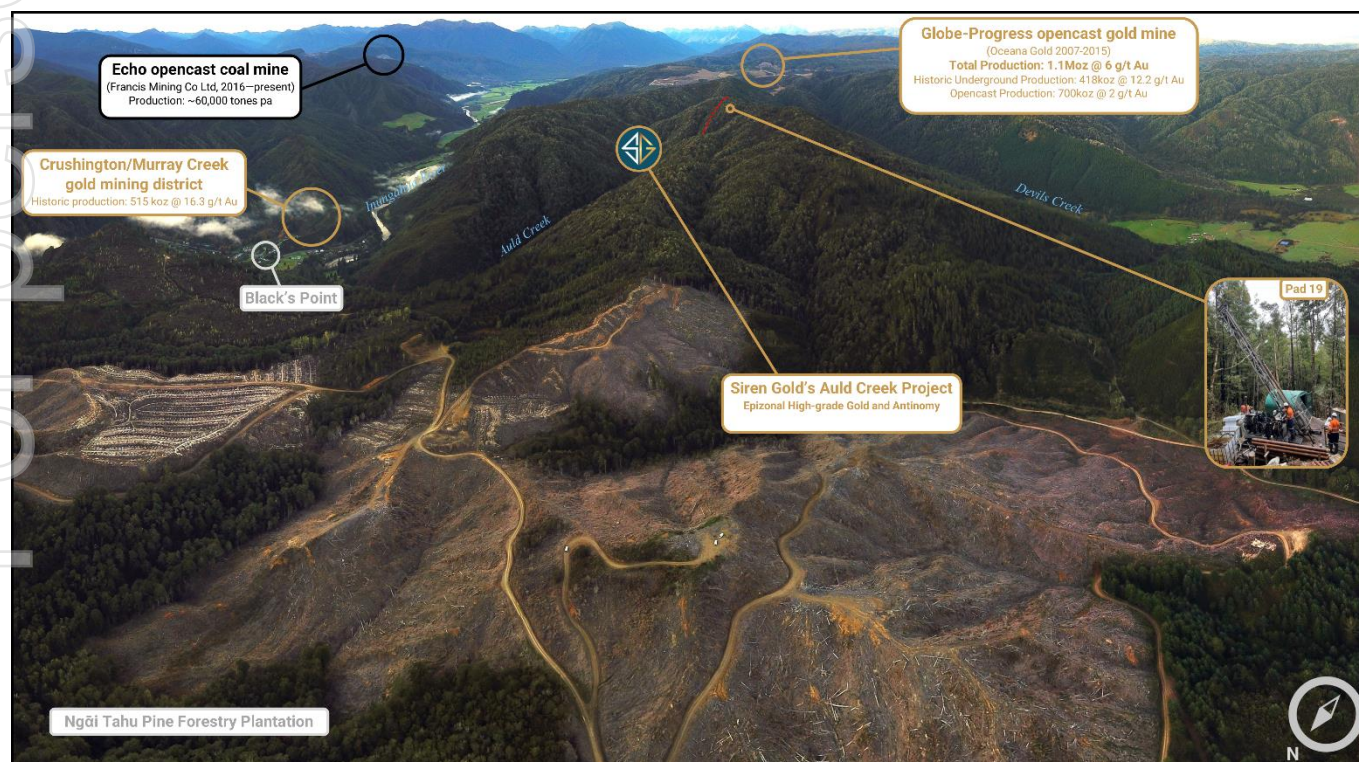 Echo opencast coal mine
(Francis Mining Co Ltd, 2016—present)
Production: ~60,000 tones pa
Globe-Progress opencast gold mine
(Oceana Gold 2007-2015)
Total Production: 1.1Moz @ 6 g/t Au
Historic Underground Production: 418koz @ 12.2 g/t Au
Opencast Production: 700koz @ 2 g/t Au
Crushington/Murray Creek
gold mining district
Historic production: 515 koz @ 16.3 g/t Au
Auld Creek
Devils Creek
Black's Point
Pad 19
SG
Siren Gold's Auld Creek Project
Epizonal High-grade Gold and Antinomy
Ngāi Tahu Pine Forestry Plantation
N